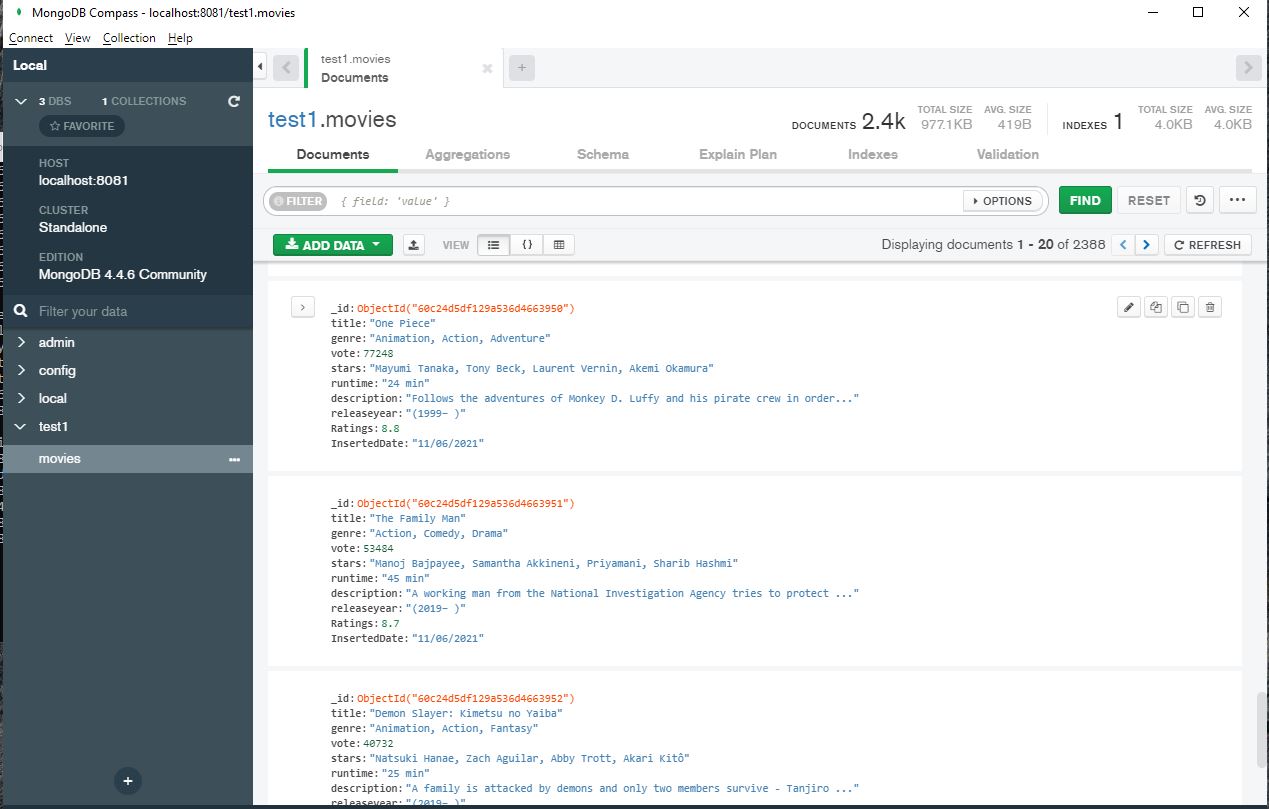 MongoDB Compass - localhost:8081/test1.movies
Connect View Collection Help
Local
3 DBS 1 COLLECTIONS
FAVORITE
HOST
localhost:8081
CLUSTER
Standalone
EDITION
MongoDB 4.4.6 Community
Filter your data
admin
config
local
test1
movies
test1.movies
Documents
test1.movies
DOCUMENTS 2.4k TOTAL SIZE 977.1KB AVG. SIZE 419B INDEXES 1 TOTAL SIZE 4.0KB AVG. SIZE 4.0KB
Documents Aggregations Schema Explain Plan Indexes Validation
FILTER { field: 'value' } OPTIONS FIND RESET
ADD DATA VIEW Displaying documents 1 - 20 of 2388 REFRESH
_id: ObjectId("60c24d5df129a536d4663950")
title: "One Piece"
genre: "Animation, Action, Adventure"
vote: 77248
stars: "Mayumi Tanaka, Tony Beck, Laurent Vernin, Akemi Okamura"
runtime: "24 min"
description: "Follows the adventures of Monkey D. Luffy and his pirate crew in order..."
releaseyear: "(1999– )"
Ratings: 8.8
InsertedDate: "11/06/2021"
_id: ObjectId("60c24d5df129a536d4663951")
title: "The Family Man"
genre: "Action, Comedy, Drama"
vote: 53484
stars: "Manoj Bajpayee, Samantha Akkineni, Priyamani, Sharib Hashmi"
runtime: "45 min"
description: "A working man from the National Investigation Agency tries to protect ..."
releaseyear: "(2019– )"
Ratings: 8.7
InsertedDate: "11/06/2021"
_id: ObjectId("60c24d5df129a536d4663952")
title: "Demon Slayer: Kimetsu no Yaiba"
genre: "Animation, Action, Fantasy"
vote: 40732
stars: "Natsuki Hanae, Zach Aguilar, Abby Trott, Akari Kitô"
runtime: "25 min"
description: "A family is attacked by demons and only two members survive - Tanjiro ..."
releaseyear: "(2019– )"